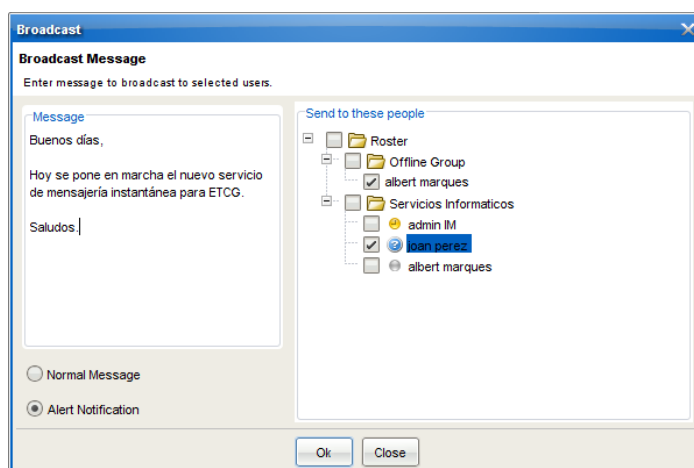 Broadcast
Broadcast Message
Enter message to broadcast to selected users.
Message
Buenos días,
Hoy se pone en marcha el nuevo servicio
de mensajería instantánea para ETCG.
Saludos.
Normal Message
Alert Notification
Send to these people
Roster
Offline Group
albert marques
Servicios Informaticos
admin IM
joan perez
albert marques
Ok
Close